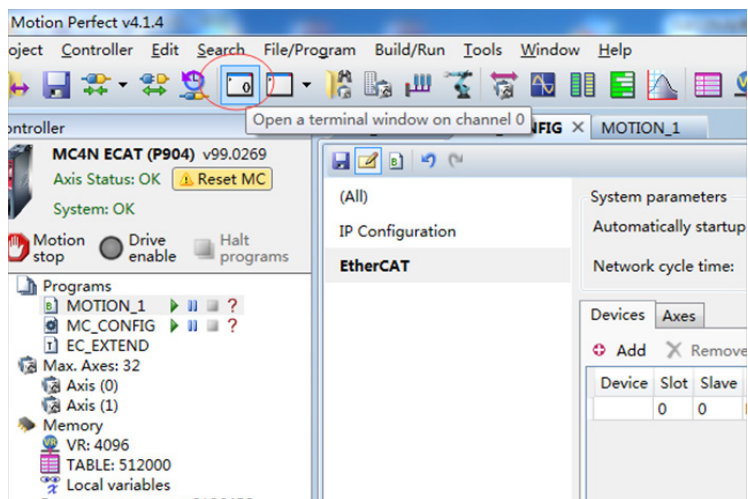 Motion Perfect v4.1.4
oject Controller Edit Search File/Program Build/Run Tools Window Help
0
Open a terminal window on channel 0
ontroller
NFIG × MOTION_1
MC4N ECAT (P904) v99.0269
Axis Status: OK Reset MC
System: OK
Motion stop Drive enable Halt programs
(All)
IP Configuration
EtherCAT
System parameters
Automatically startup
Network cycle time:
Programs
MOTION_1 ?
MC_CONFIG ?
EC_EXTEND
Max. Axes: 32
Axis (0)
Axis (1)
Memory
VR: 4096
TABLE: 512000
Local variables
Devices Axes
Add Remove
Device Slot Slave
0 0